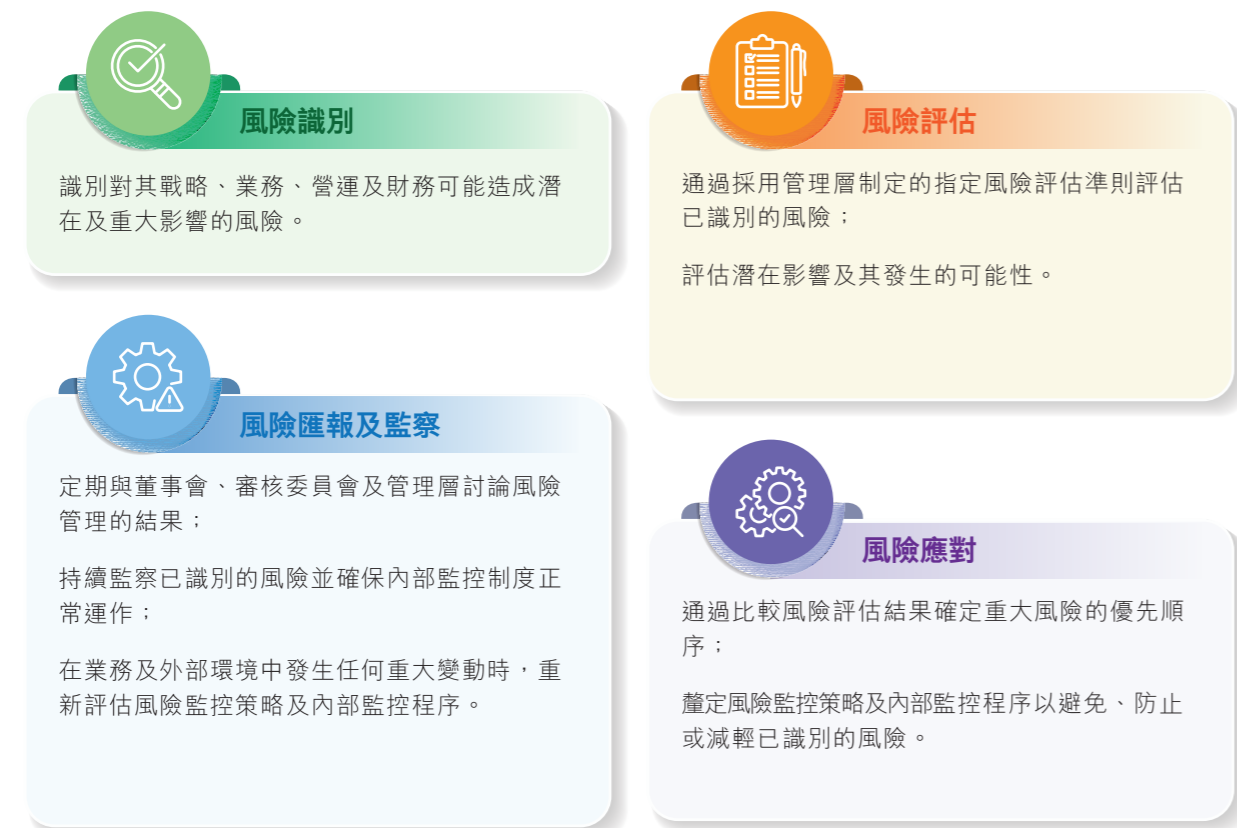 風險識別
識別對其戰略、業務、營運及財務可能造成潛
在及重大影響的風險。
風險評估
通過採用管理層制定的指定風險評估準則評估
已識別的風險；
評估潛在影響及其發生的可能性。
風險匯報及監察
定期與董事會、審核委員會及管理層討論風險
管理的結果；
持續監察已識別的風險並確保內部監控制度正
常運作；
在業務及外部環境中發生任何重大變動時，重
新評估風險監控策略及內部監控程序。
風險應對
通過比較風險評估結果確定重大風險的優先順
序；
釐定風險監控策略及內部監控程序以避免、防止
或減輕已識別的風險。